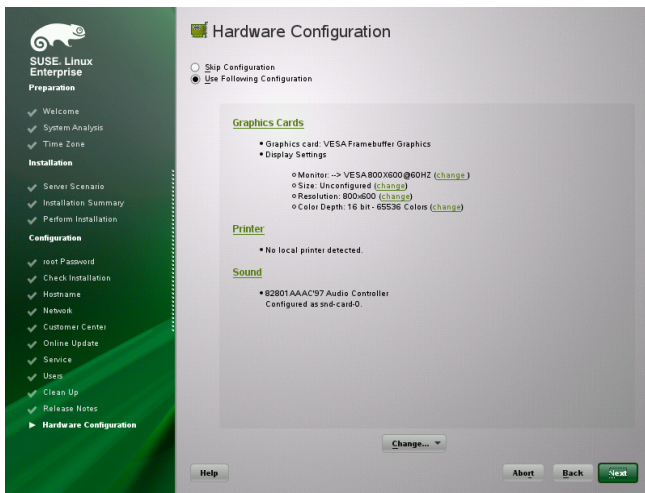 SUSE. Linux
Enterprise
Preparation
Welcome
System Analysis
Time Zone
Installation
Server Scenario
Installation Summary
Perform Installation
Configuration
root Password
Check Installation
Hostname
Network
Customer Center
Online Update
Service
Users
Clean Up
Release Notes
Hardware Configuration
Hardware Configuration
Skip Configuration
Use Following Configuration
Graphics Cards
• Graphics card: VESA Framebuffer Graphics
• Display Settings
Monitor: --> VESA 800X600@60HZ (change )
Size: Unconfigured (change)
Resolution: 800x600 (change)
Color Depth: 16 bit - 65536 Colors (change)
Printer
• No local printer detected.
Sound
• 82801AA AC'97 Audio Controller
Configured as snd-card-0.
Change...
Help
Abort
Back
Next